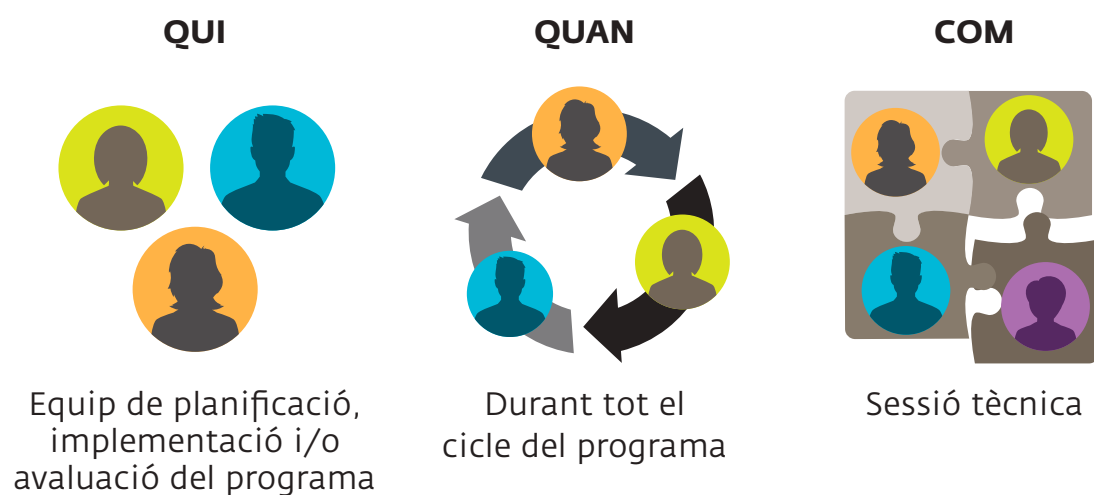 QUI
Equip de planificació,
implementació i/o
avaluació del programa
QUAN
Durant tot el
cicle del programa
COM
Sessió tècnica